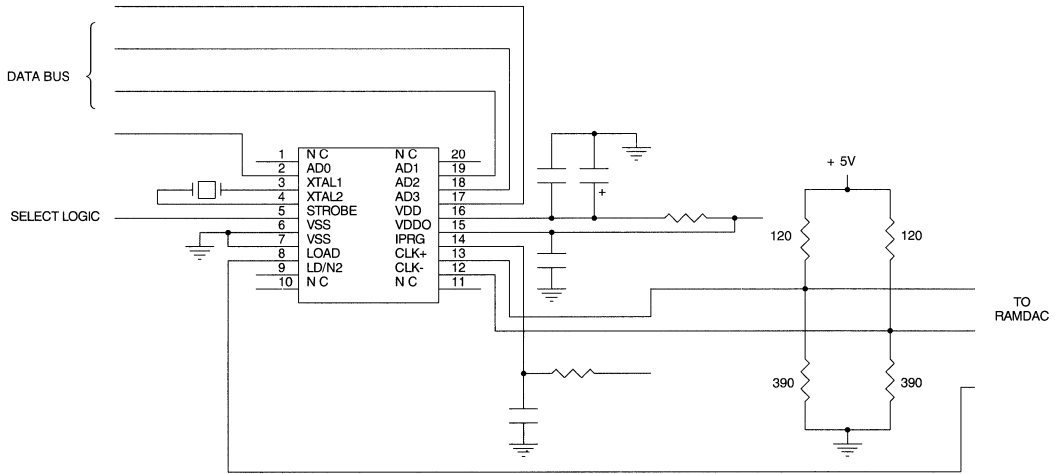 DATA BUS
SELECT LOGIC
1 N C N C 20
2 AD0 AD1 19
3 XTAL1 AD2 18
4 XTAL2 AD3 17
5 STROBE VDD 16
6 VSS VDDO 15
7 VSS IPRG 14
8 LOAD CLK+ 13
9 LD/N2 CLK- 12
10 N C N C 11
+
+ 5V
120 120
TO
RAMDAC
390 390